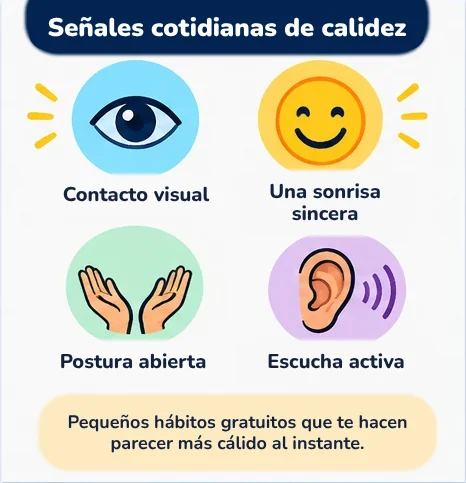 Señales cotidianas de calidez
Contacto visual
Una sonrisa
sincera
Postura abierta
Escucha activa
Pequeños hábitos gratuitos que te hacen
parecer más cálido al instante.